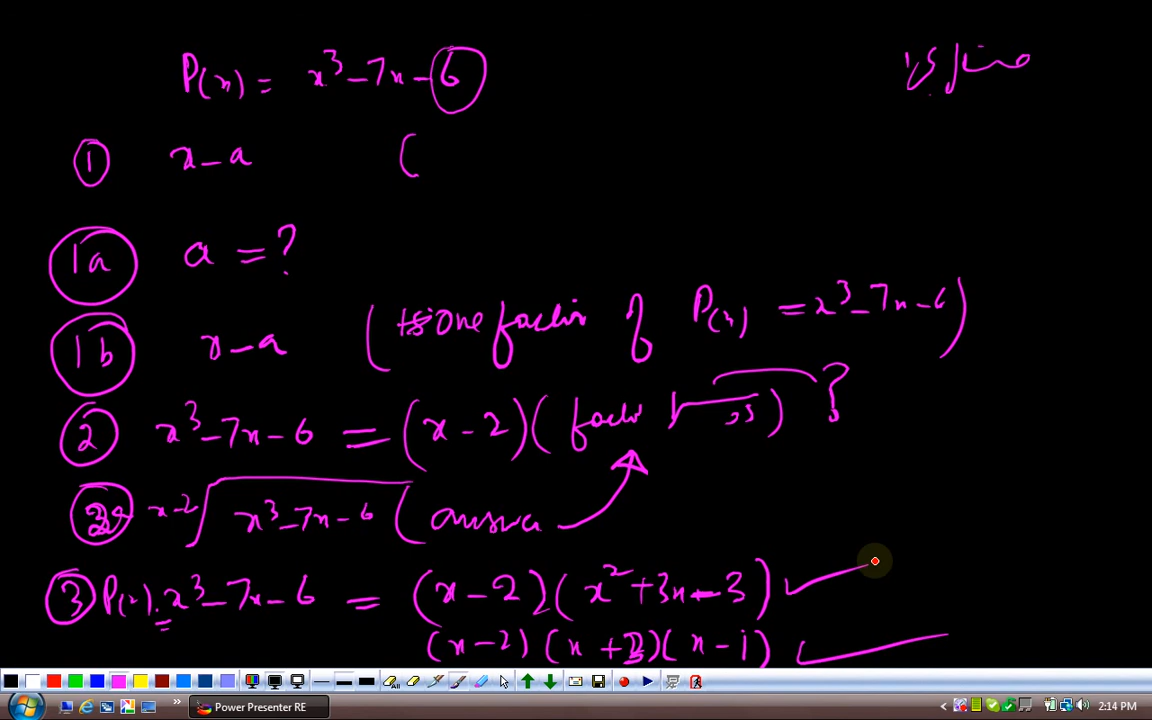 P(x) = x³ - 7x - 6
① x - a (
1a a = ?
1b x - a ( One factor of P(x) = x³ - 7x - 6 )
② x³ - 7x - 6 = (x - 2) ( factor ) ?
x-2 √ x³ - 7x - 6 ( answer
③ P(x). x³ - 7x - 6 = (x - 2) ( x² + 3x - 3 )
(x - 2) (x + 3) ( x - 1 )
Power Presenter RE
2:14 PM